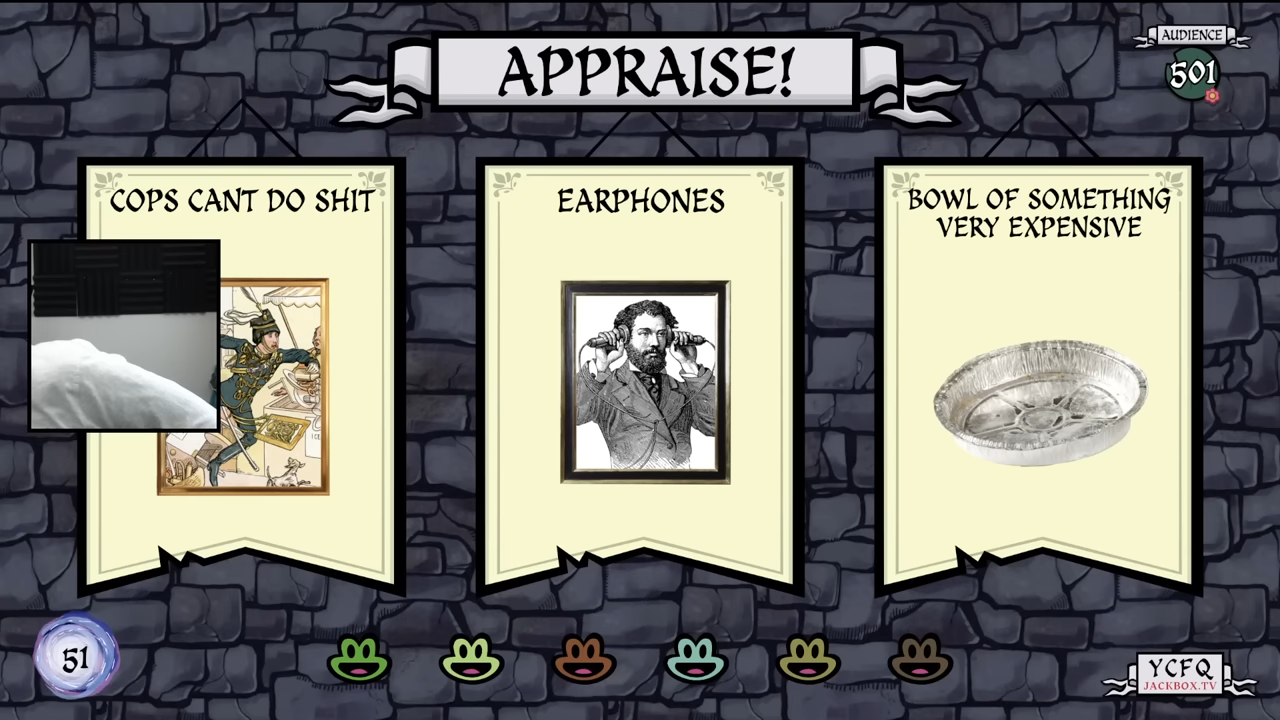 APPRAISE!
AUDIENCE
501
COPS CANT DO SHIT
EARPHONES
BOWL OF SOMETHING
VERY EXPENSIVE
51
YCFQ
JACKBOX.TV